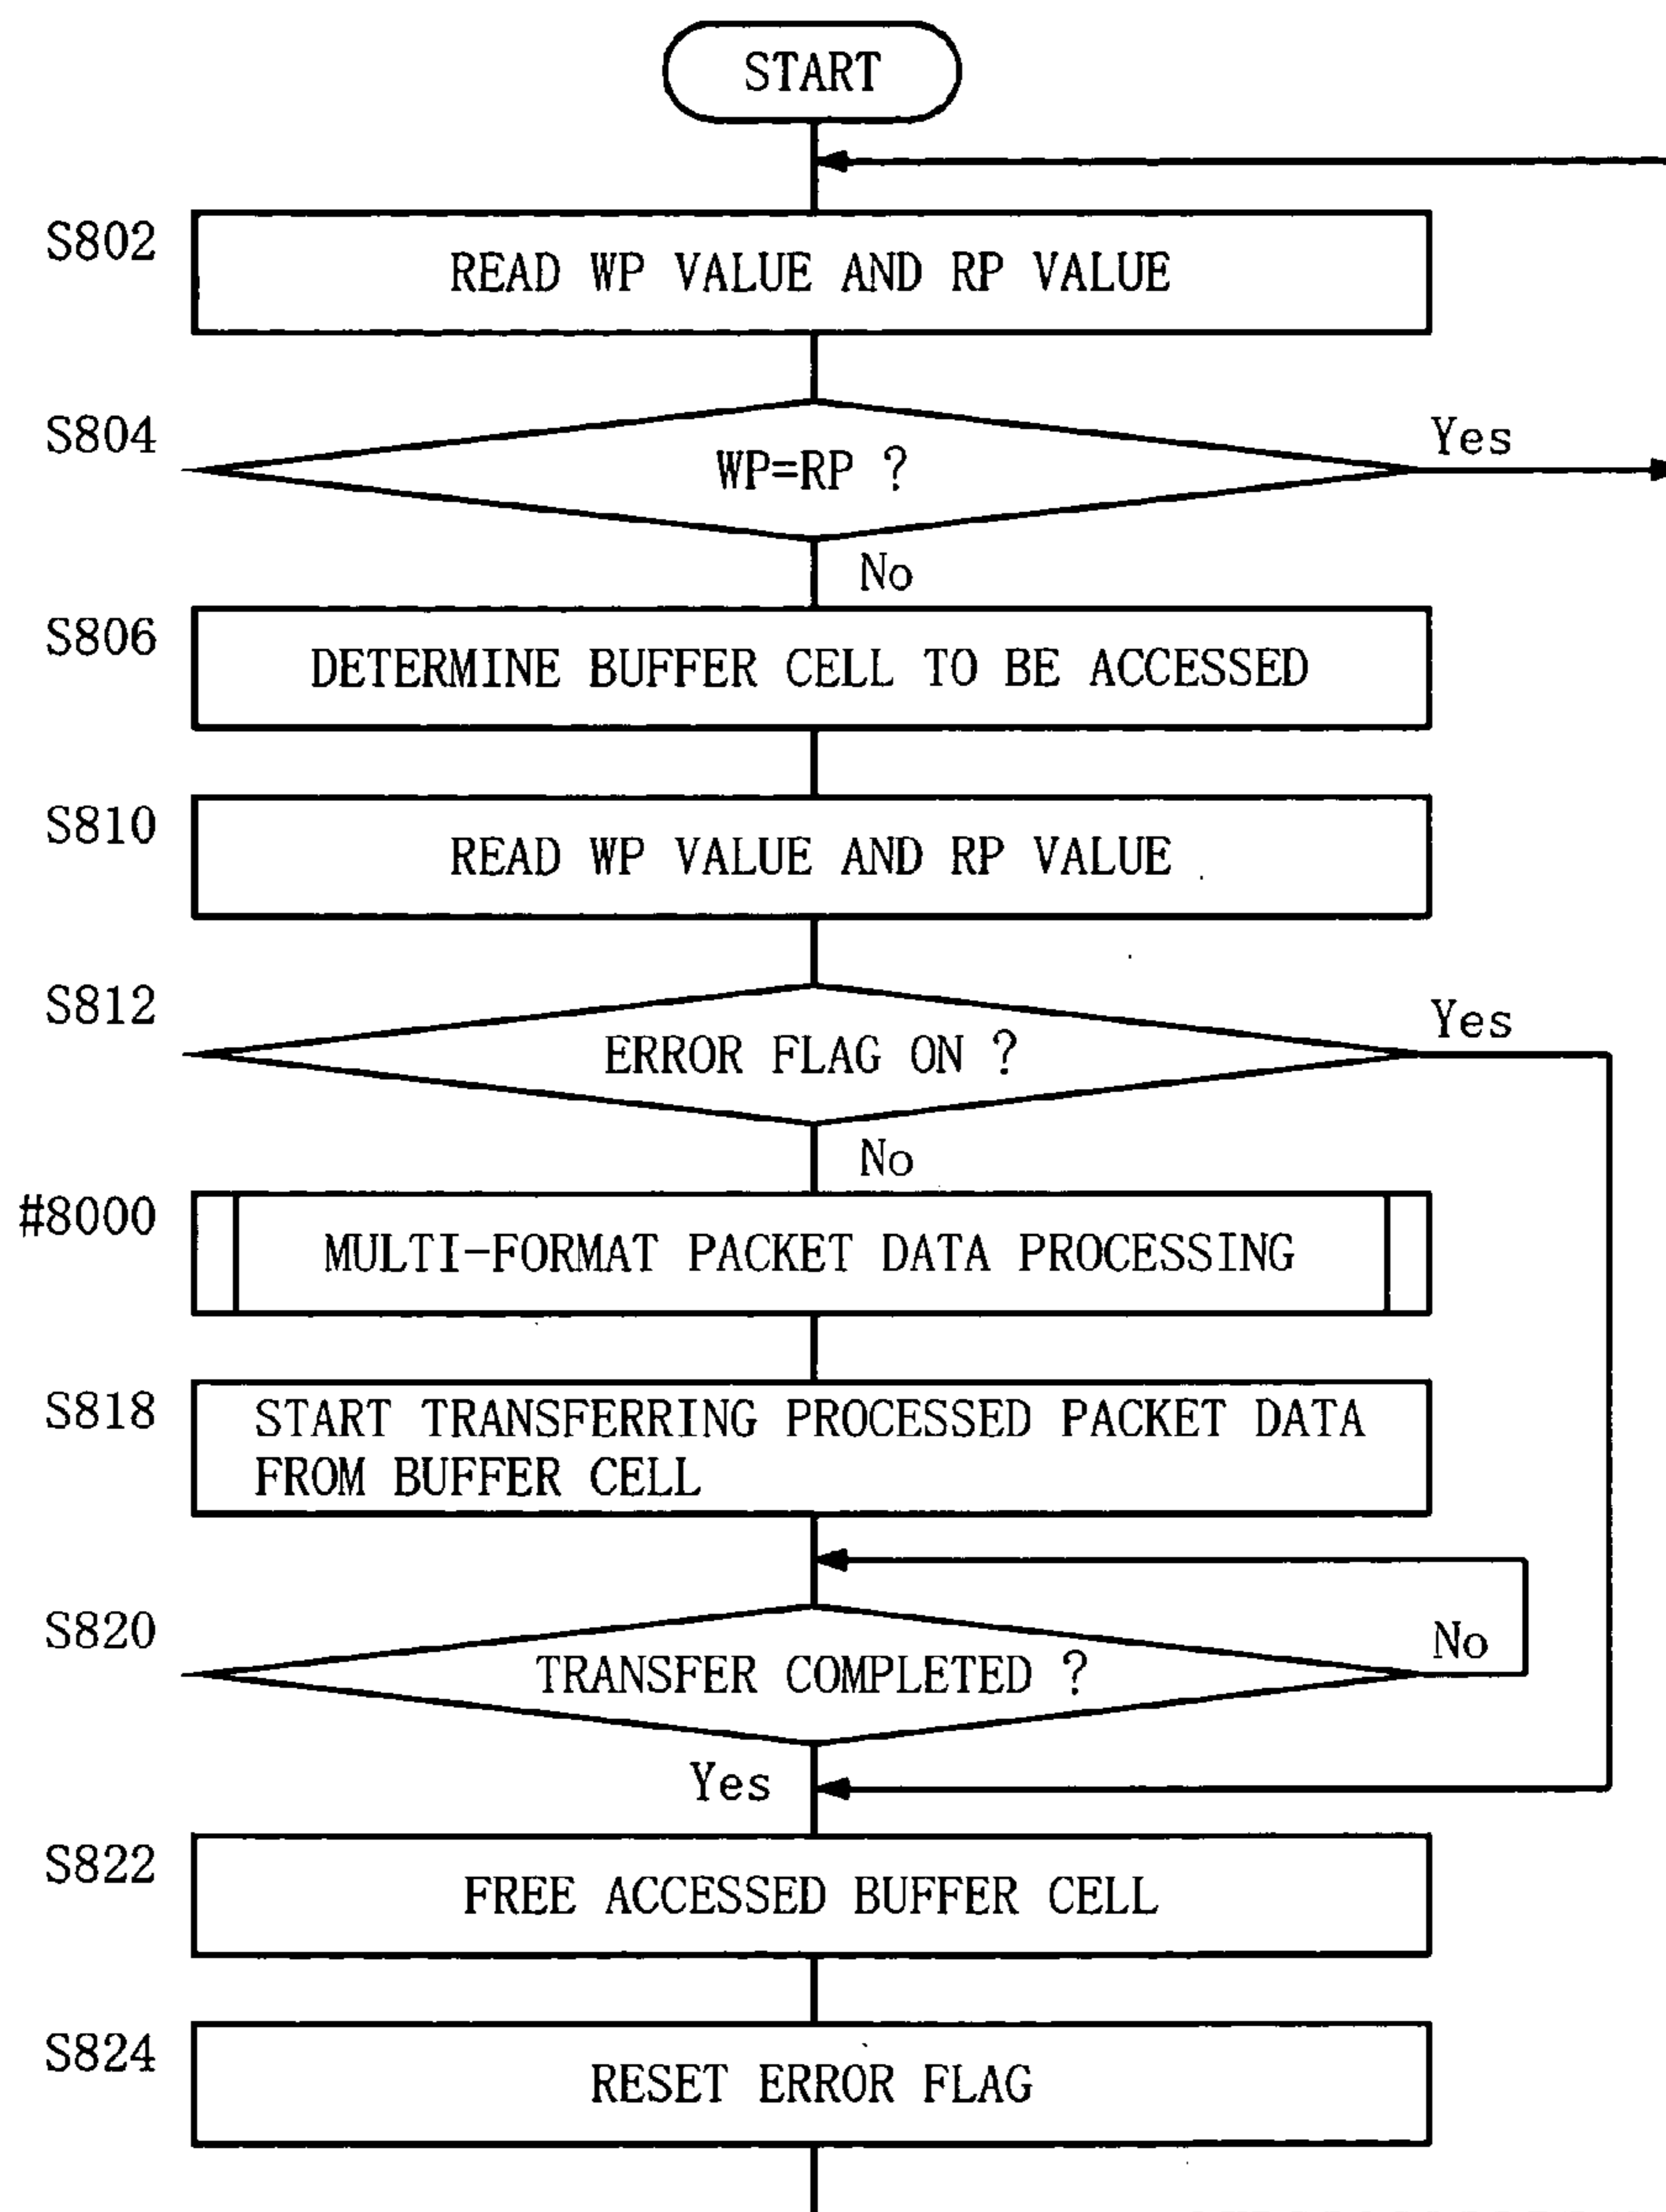 START
S802
READ WP VALUE AND RP VALUE
S804
WP=RP ?
Yes
No
S806
DETERMINE BUFFER CELL TO BE ACCESSED
S810
READ WP VALUE AND RP VALUE
S812
ERROR FLAG ON ?
Yes
No
#8000
MULTI-FORMAT PACKET DATA PROCESSING
S818
START TRANSFERRING PROCESSED PACKET DATA
FROM BUFFER CELL
S820
TRANSFER COMPLETED ?
No
Yes
S822
FREE ACCESSED BUFFER CELL
S824
RESET ERROR FLAG